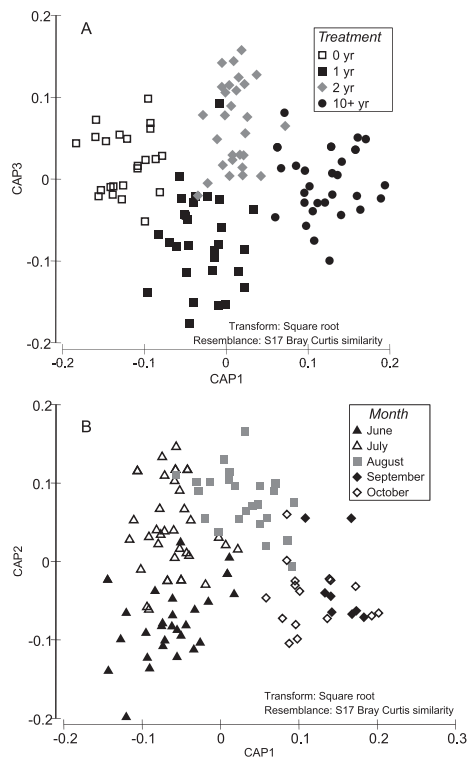 A
Treatment
0 yr
1 yr
2 yr
10+ yr
0.2
0.1
0
-0.1
-0.2
CAP3
Transform: Square root
Resemblance: S17 Bray Curtis similarity
-0.2 -0.1 0 0.1 0.2
CAP1
B
Month
June
July
August
September
October
0.2
0.1
0
-0.1
-0.2
CAP2
Transform: Square root
Resemblance: S17 Bray Curtis similarity
-0.2 -0.1 0 0.1 0.2 0.3
CAP1